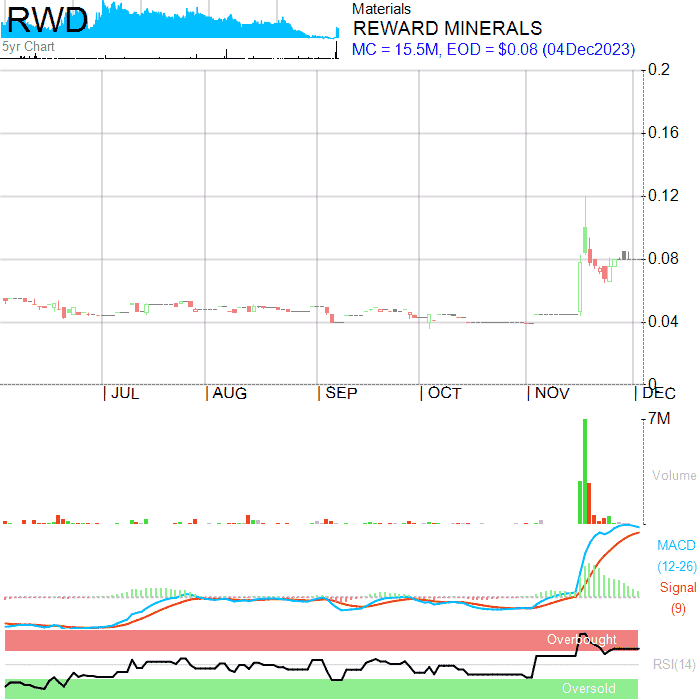 RWD
5yr Chart
Materials
REWARD MINERALS
MC = 15.5M, EOD = $0.08 (04Dec2023)
0.2
0.16
0.12
0.08
0.04
0
JUL
AUG
SEP
OCT
NOV
DEC
7M
Volume
MACD
(12-26)
Signal
(9)
Overbought
RSI(14)
Oversold